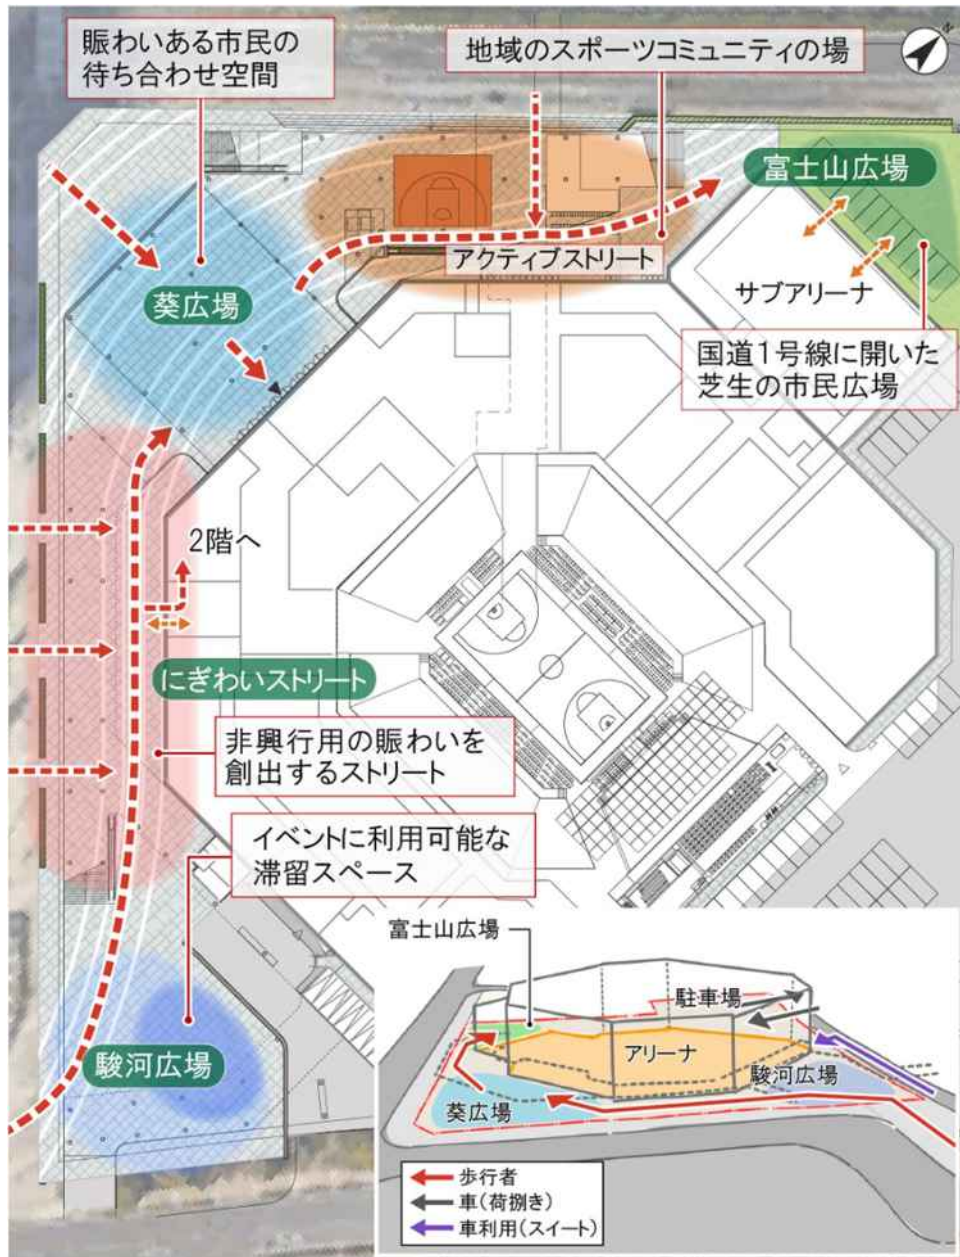 賑わいある市民の
待ち合わせ空間
地域のスポーツコミュニティの場
N
富士山広場
アクティブストリート
サブアリーナ
葵広場
国道1号線に開いた
芝生の市民広場
2階へ
にぎわいストリート
非興行用の賑わいを
創出するストリート
イベントに利用可能な
滞留スペース
駿河広場
富士山広場
駐車場
アリーナ
駿河広場
葵広場
歩行者
車(荷捌き)
車利用(スイート)